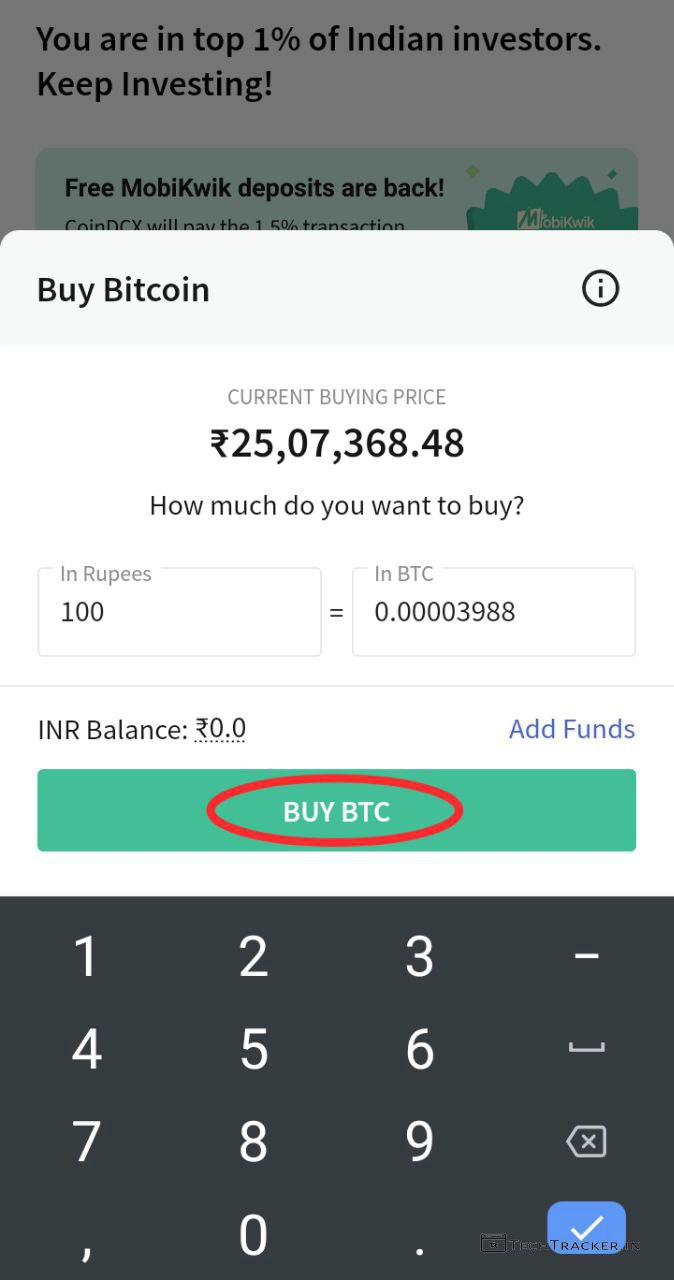 You are in top 1% of Indian investors.
Keep Investing!
Free MobiKwik deposits are back!
CoinDCX will pay the 1.5% transaction
MobiKwik
Buy Bitcoin
CURRENT BUYING PRICE
₹25,07,368.48
How much do you want to buy?
In Rupees
In BTC
100
=
0.00003988
INR Balance: ₹0.0
Add Funds
BUY BTC
1 2 3 −
4 5 6
7 8 9
, 0 .
TECHTRACKER.IN